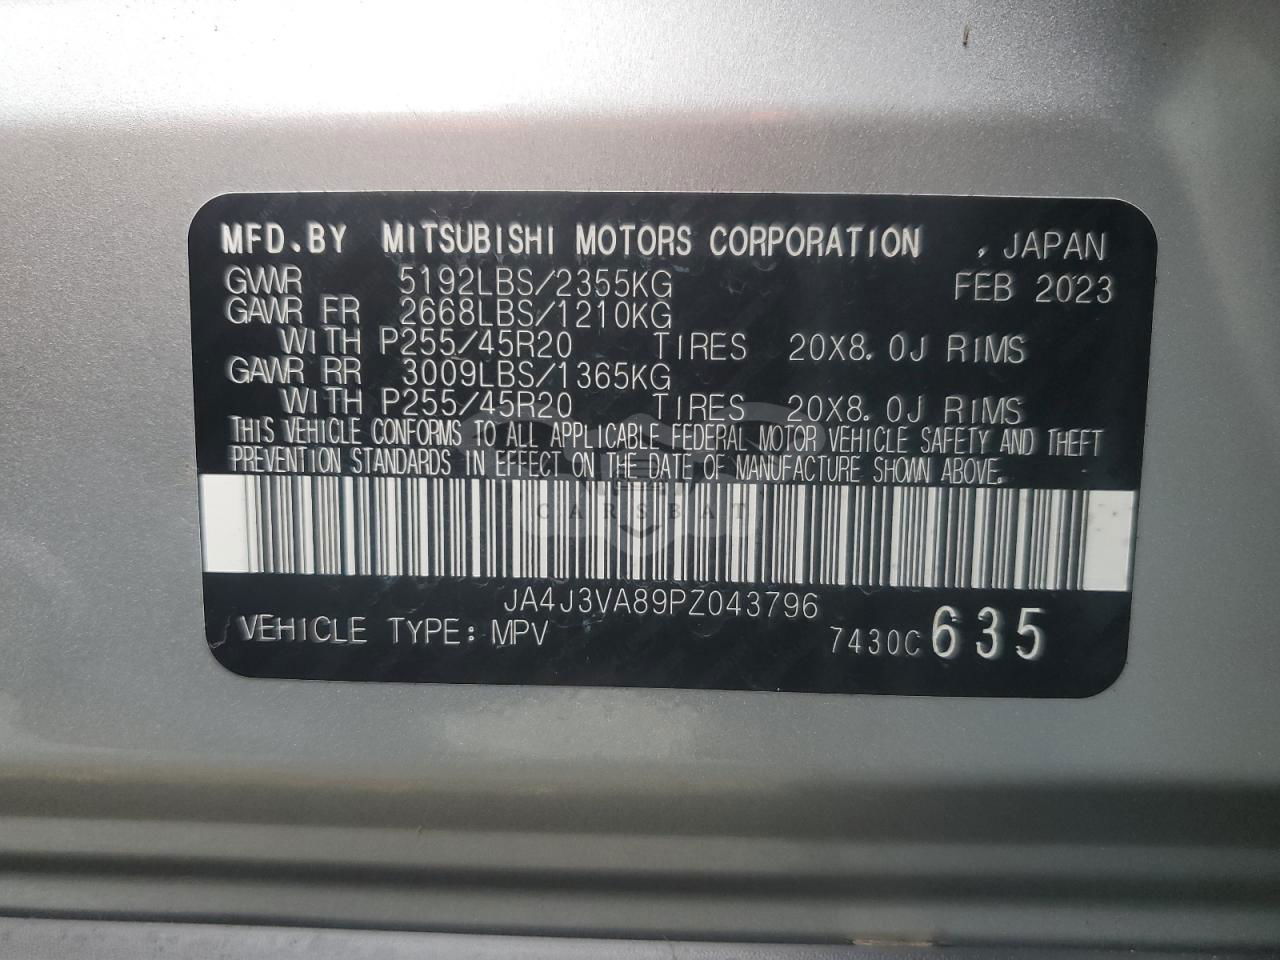 MFD.BY MITSUBISHI MOTORS CORPORATION , JAPAN
GVWR 5192LBS/2355KG FEB 2023
GAWR FR 2668LBS/1210KG
WITH P255/45R20 TIRES 20X8.0J RIMS
GAWR RR 3009LBS/1365KG
WITH P255/45R20 TIRES 20X8.0J RIMS
THIS VEHICLE CONFORMS TO ALL APPLICABLE FEDERAL MOTOR VEHICLE SAFETY AND THEFT
PREVENTION STANDARDS IN EFFECT ON THE DATE OF MANUFACTURE SHOWN ABOVE.
CARSBAT
JA4J3VA89PZ043796
VEHICLE TYPE: MPV 7430C 635